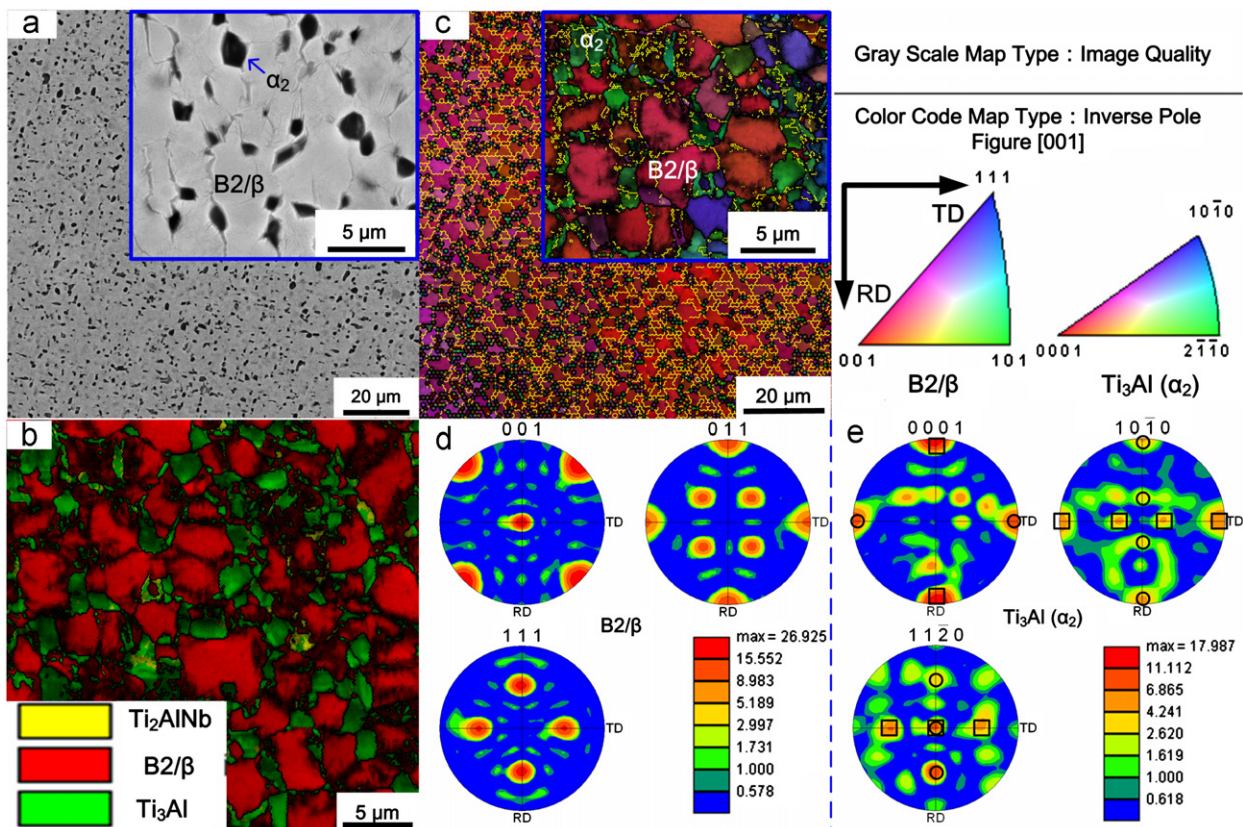 a
α₂
B2/β
5 µm
20 µm
c
α₂
B2/β
5 µm
20 µm
Gray Scale Map Type : Image Quality
Color Code Map Type : Inverse Pole
Figure [001]
TD
RD
1 1 1
0 0 1
1 0 1
B2/β
1 0 1̅ 0
0 0 0 1
2 1̅ 1̅ 0
Ti₃Al (α₂)
b
Ti₂AlNb
B2/β
Ti₃Al
5 µm
d
0 0 1
TD
RD
0 1 1
TD
RD
B2/β
1 1 1
TD
RD
max = 26.925
15.552
8.983
5.189
2.997
1.731
1.000
0.578
e
0 0 0 1
TD
RD
1 0 1̅ 0
TD
RD
Ti₃Al (α₂)
1 1 2̅ 0
TD
RD
max = 17.987
11.112
6.865
4.241
2.620
1.619
1.000
0.618